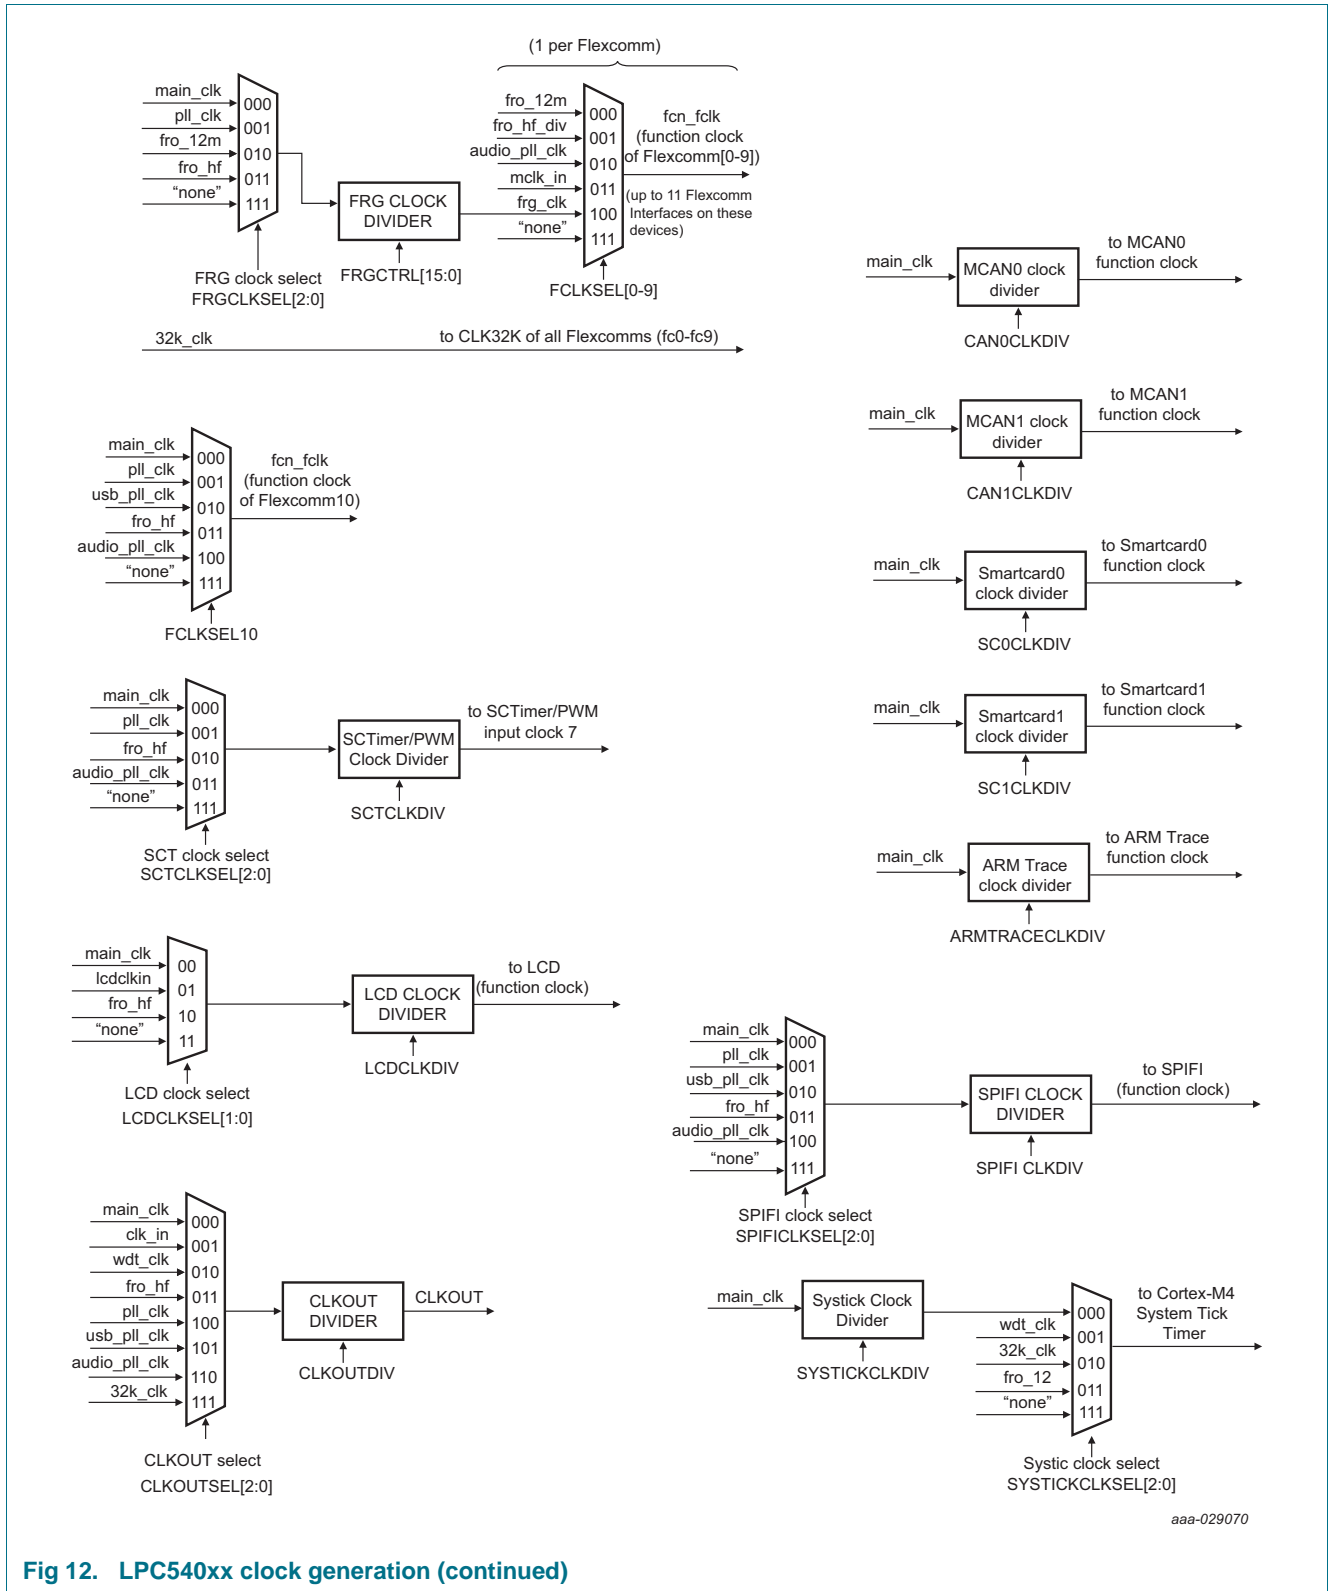 (1 per Flexcomm)
main_clk
000
pll_clk
001
fro_12m
010
fro_hf
011
“none”
111
FRG clock select
FRGCLKSEL[2:0]
FRG CLOCK
DIVIDER
FRGCTRL[15:0]
fro_12m
000
fro_hf_div
001
audio_pll_clk
010
mclk_in
011
frg_clk
100
“none”
111
FCLKSEL[0-9]
fcn_fclk
(function clock
of Flexcomm[0-9])
(up to 11 Flexcomm
Interfaces on these
devices)
32k_clk
to CLK32K of all Flexcomms (fc0-fc9)
main_clk
MCAN0 clock
divider
CAN0CLKDIV
to MCAN0
function clock
main_clk
MCAN1 clock
divider
CAN1CLKDIV
to MCAN1
function clock
main_clk
000
pll_clk
001
usb_pll_clk
010
fro_hf
011
audio_pll_clk
100
“none”
111
FCLKSEL10
fcn_fclk
(function clock
of Flexcomm10)
main_clk
Smartcard0
clock divider
SC0CLKDIV
to Smartcard0
function clock
main_clk
000
pll_clk
001
fro_hf
010
audio_pll_clk
011
“none”
111
SCT clock select
SCTCLKSEL[2:0]
SCTimer/PWM
Clock Divider
SCTCLKDIV
to SCTimer/PWM
input clock 7
main_clk
Smartcard1
clock divider
SC1CLKDIV
to Smartcard1
function clock
main_clk
ARM Trace
clock divider
ARMTRACECLKDIV
to ARM Trace
function clock
main_clk
00
lcdclkin
01
fro_hf
10
“none”
11
LCD clock select
LCDCLKSEL[1:0]
LCD CLOCK
DIVIDER
LCDCLKDIV
to LCD
(function clock)
main_clk
000
pll_clk
001
usb_pll_clk
010
fro_hf
011
audio_pll_clk
100
“none”
111
SPIFI clock select
SPIFICLKSEL[2:0]
SPIFI CLOCK
DIVIDER
SPIFI CLKDIV
to SPIFI
(function clock)
main_clk
000
clk_in
001
wdt_clk
010
fro_hf
011
pll_clk
100
usb_pll_clk
101
audio_pll_clk
110
32k_clk
111
CLKOUT select
CLKOUTSEL[2:0]
CLKOUT
DIVIDER
CLKOUTDIV
CLKOUT
main_clk
Systick Clock
Divider
SYSTICKCLKDIV
000
wdt_clk
001
32k_clk
010
fro_12
011
“none”
111
Systic clock select
SYSTICKCLKSEL[2:0]
to Cortex-M4
System Tick
Timer
aaa-029070
Fig 12. LPC540xx clock generation (continued)